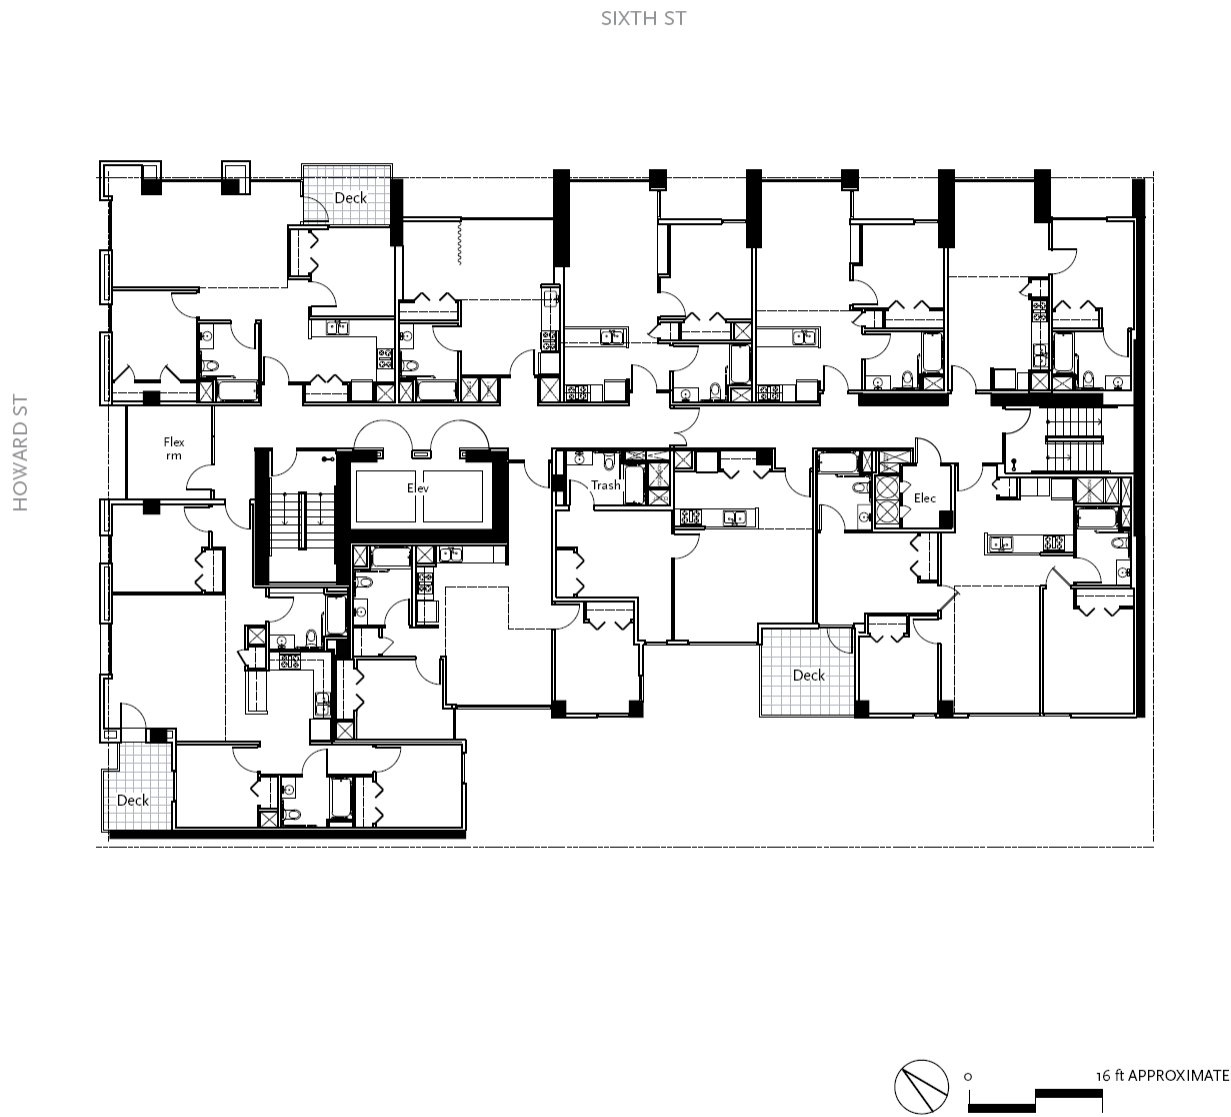 SIXTH ST
Deck
HOWARD ST
Flex
rm
Elev
Trash
Elec
Deck
Deck
0
16 ft APPROXIMATE